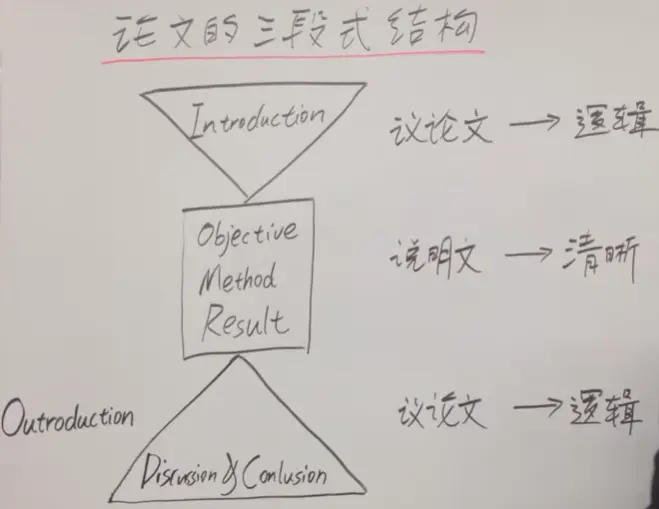 论文的三段式结构
Introduction
议论文 → 逻辑
Objective
Method
Result
说明文 → 清晰
Outroduction
Discussion & Conlusion
议论文 → 逻辑